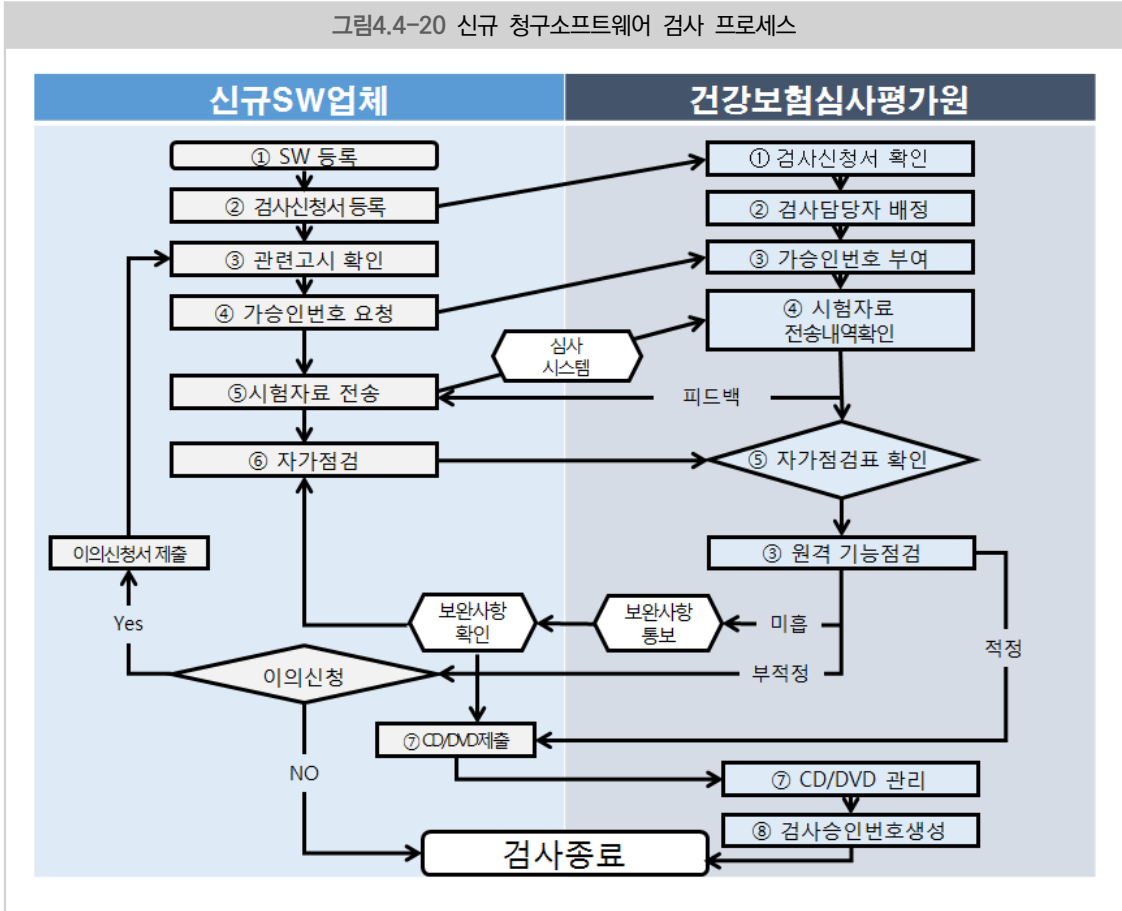 그림4.4-20 신규 청구소프트웨어 검사 프로세스
신규SW업체
건강보험심사평가원
① SW 등록
① 검사신청서 확인
② 검사신청서 등록
② 검사담당자 배정
③ 관련고시 확인
③ 가승인번호 부여
④ 가승인번호 요청
④ 시험자료
전송내역확인
심사
시스템
⑤시험자료 전송
피드백
⑥ 자가점검
⑤ 자가점검표 확인
이의신청서 제출
③ 원격 기능점검
Yes
보완사항
확인
보완사항
통보
미흡
적정
이의신청
부적정
⑦CD/DVD제출
NO
⑦ CD/DVD 관리
⑧ 검사승인번호생성
검사종료